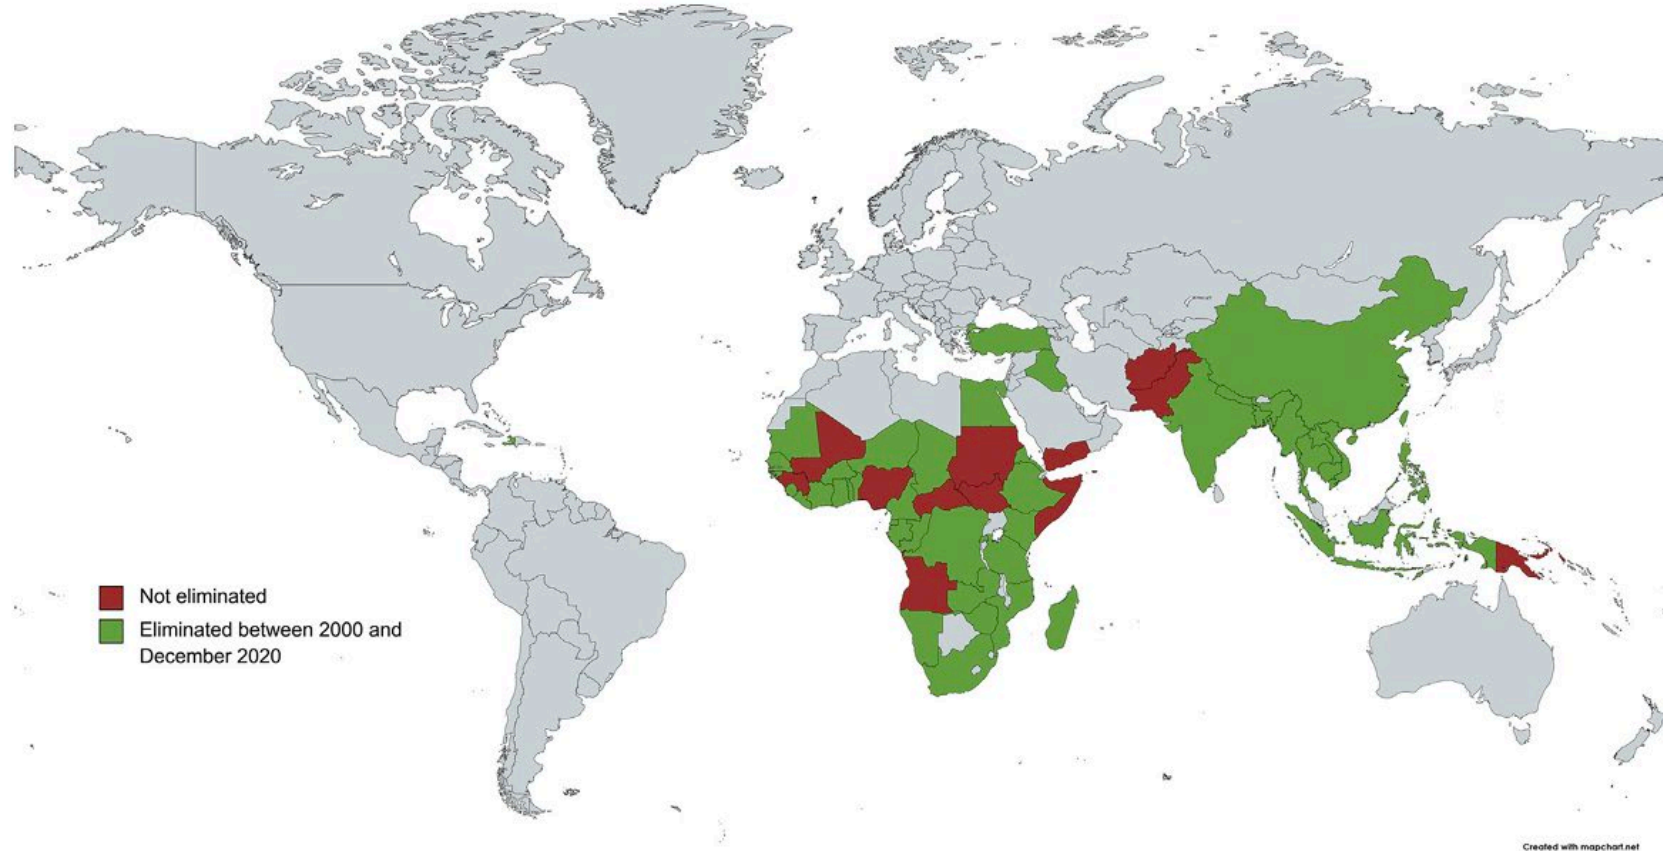 Not eliminated
Eliminated between 2000 and
December 2020
Created with mapchart.net